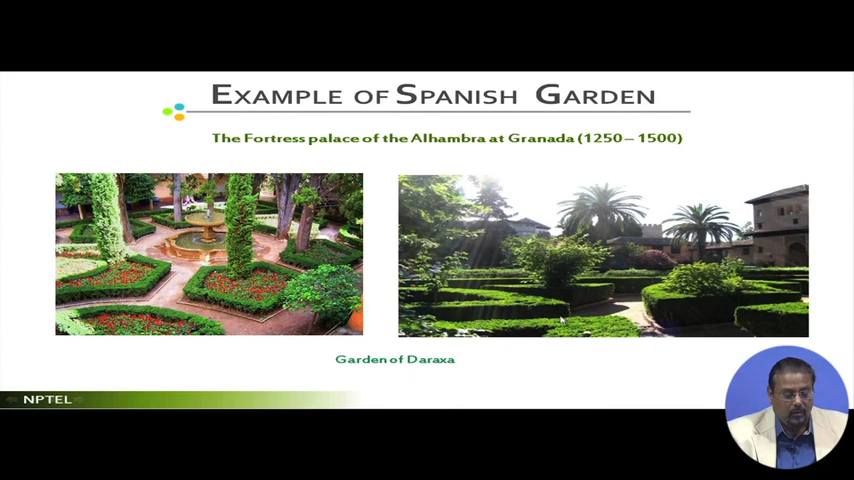 EXAMPLE OF SPANISH GARDEN
The Fortress palace of the Alhambra at Granada (1250 – 1500)
Garden of Daraxa
NPTEL